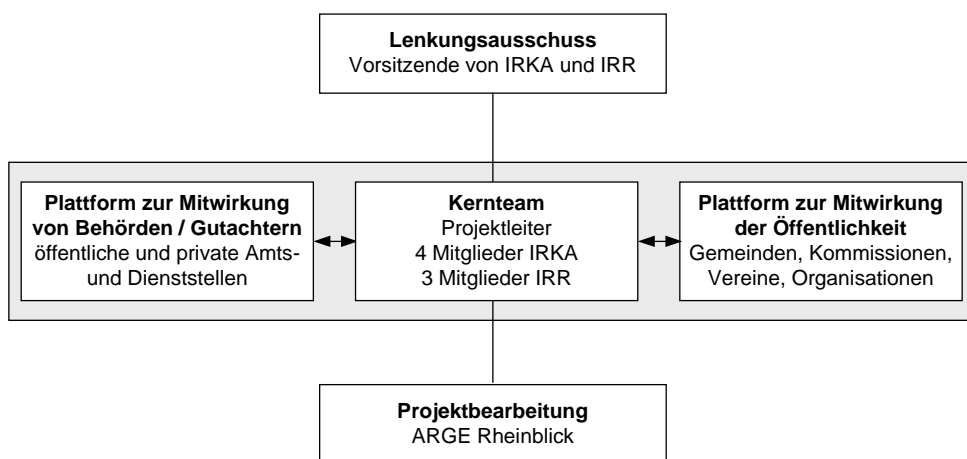 Lenkungsausschuss
Vorsitzende von IRKA und IRR
Plattform zur Mitwirkung
von Behörden / Gutachtern
öffentliche und private Amts-
und Dienststellen
Kernteam
Projektleiter
4 Mitglieder IRKA
3 Mitglieder IRR
Plattform zur Mitwirkung
der Öffentlichkeit
Gemeinden, Kommissionen,
Vereine, Organisationen
Projektbearbeitung
ARGE Rheinblick